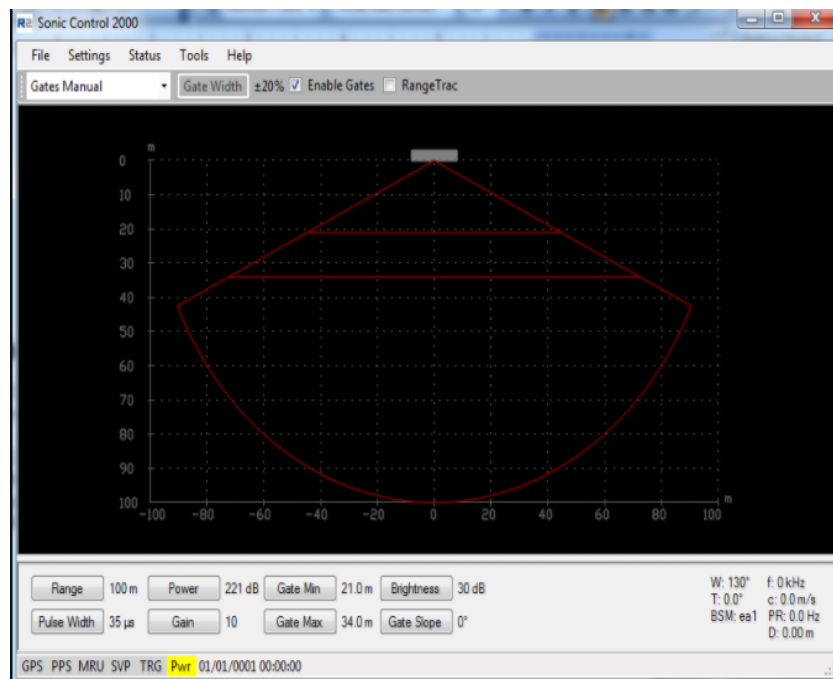 R2 Sonic Control 2000
File Settings Status Tools Help
Gates Manual Gate Width ±20% Enable Gates RangeTrac
m
0
10
20
30
40
50
60
70
80
90
100
-100 -80 -60 -40 -20 0 20 40 60 80 100 m
Range 100 m Power 221 dB Gate Min 21.0 m Brightness 30 dB
Pulse Width 35 µs Gain 10 Gate Max 34.0 m Gate Slope 0°
W: 130° f: 0 kHz
T: 0.0° c: 0.0 m/s
BSM: ea1 PR: 0.0 Hz
D: 0.00 m
GPS PPS MRU SVP TRG Pwr 01/01/0001 00:00:00